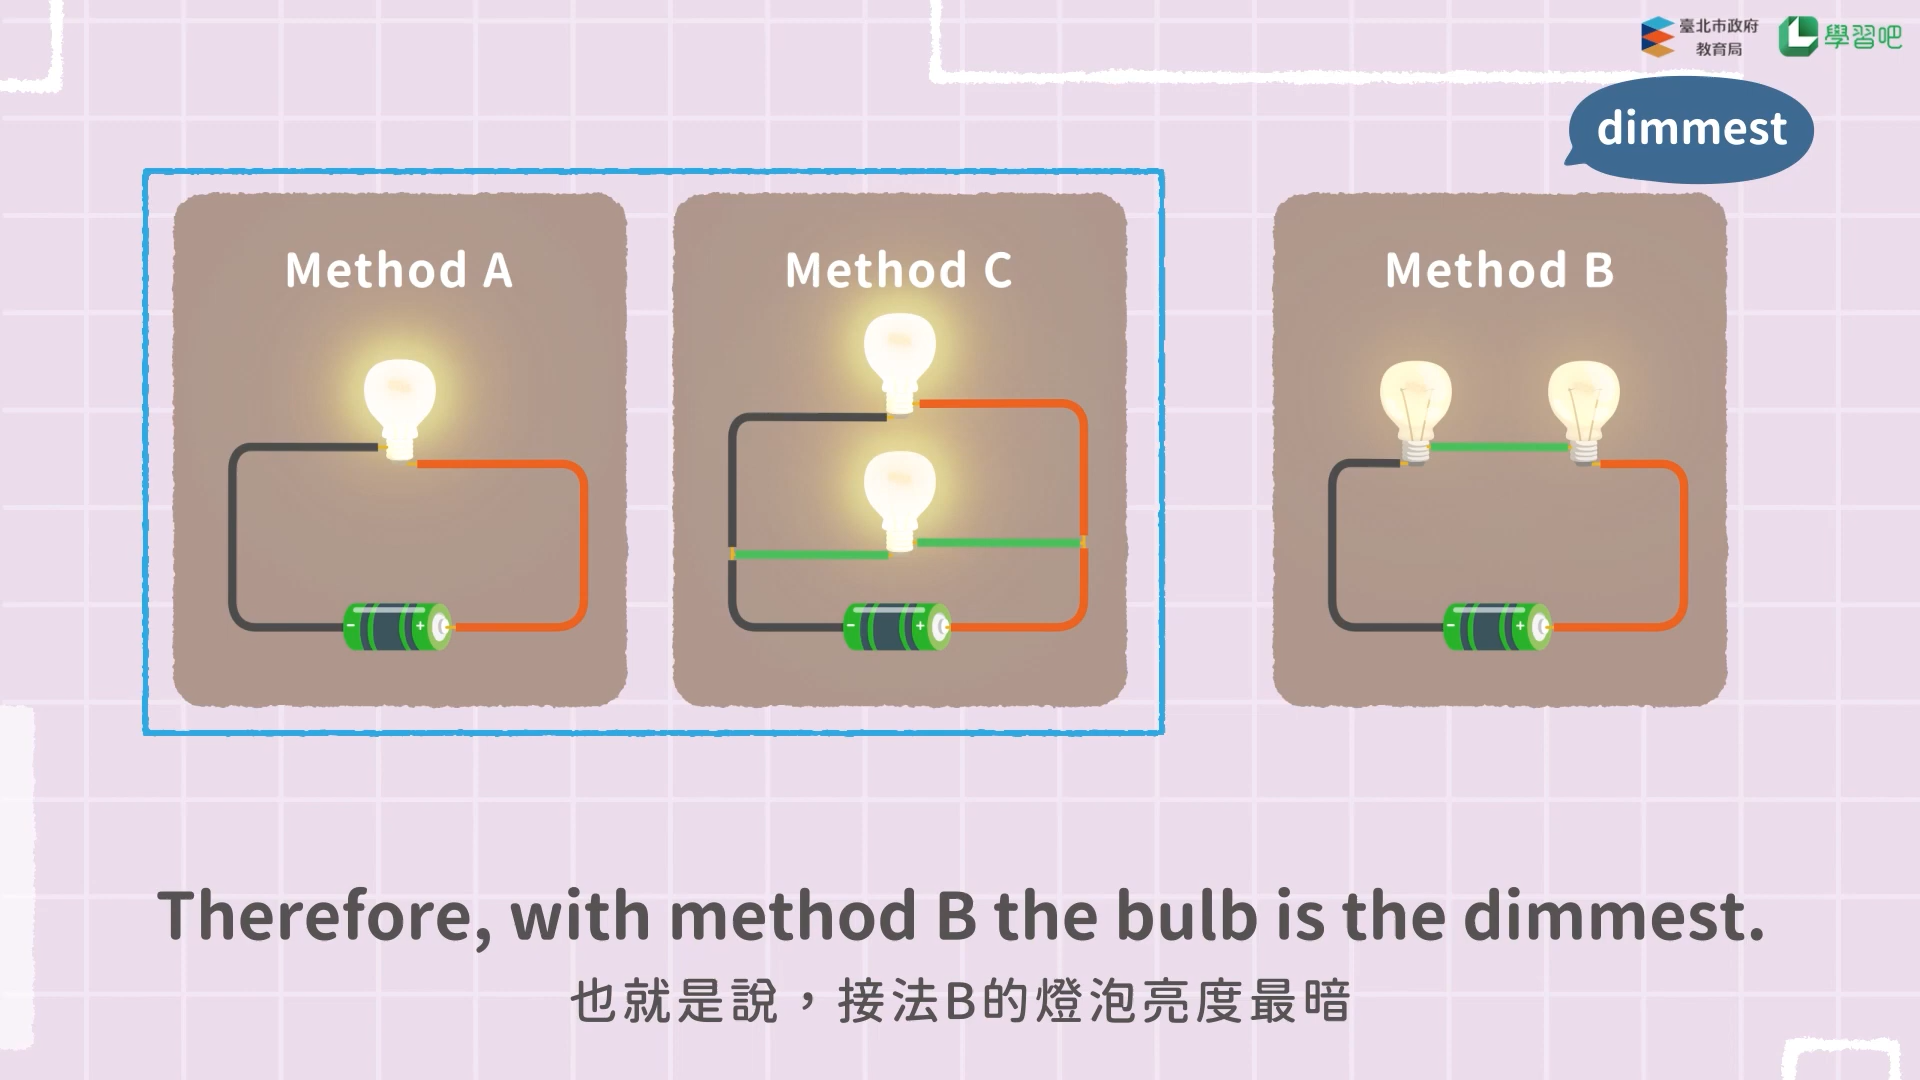 臺北市政府
教育局
學習吧
dimmest
Method A
Method C
Method B
- +
- +
- +
Therefore, with method B the bulb is the dimmest.
也就是說，接法B的燈泡亮度最暗